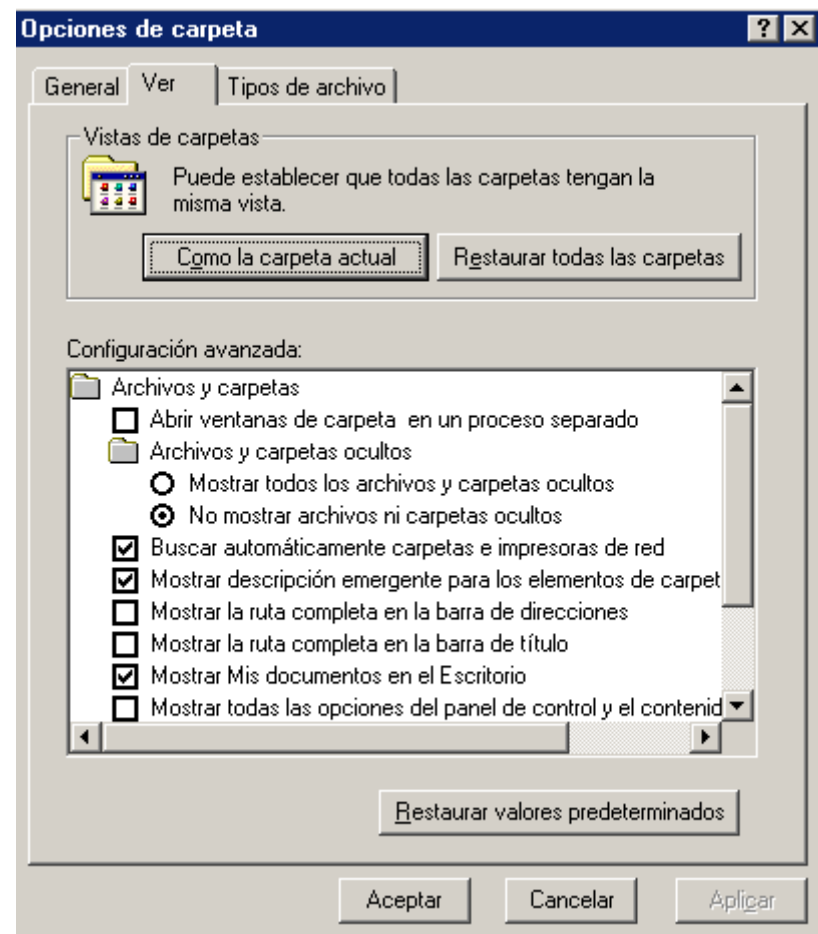 Opciones de carpeta
General Ver Tipos de archivo
Vistas de carpetas
Puede establecer que todas las carpetas tengan la
misma vista.
Como la carpeta actual Restaurar todas las carpetas
Configuración avanzada:
Archivos y carpetas
Abrir ventanas de carpeta en un proceso separado
Archivos y carpetas ocultos
Mostrar todos los archivos y carpetas ocultos
No mostrar archivos ni carpetas ocultos
Buscar automáticamente carpetas e impresoras de red
Mostrar descripción emergente para los elementos de carpet
Mostrar la ruta completa en la barra de direcciones
Mostrar la ruta completa en la barra de título
Mostrar Mis documentos en el Escritorio
Mostrar todas las opciones del panel de control y el contenid
Restaurar valores predeterminados
Aceptar Cancelar Aplicar